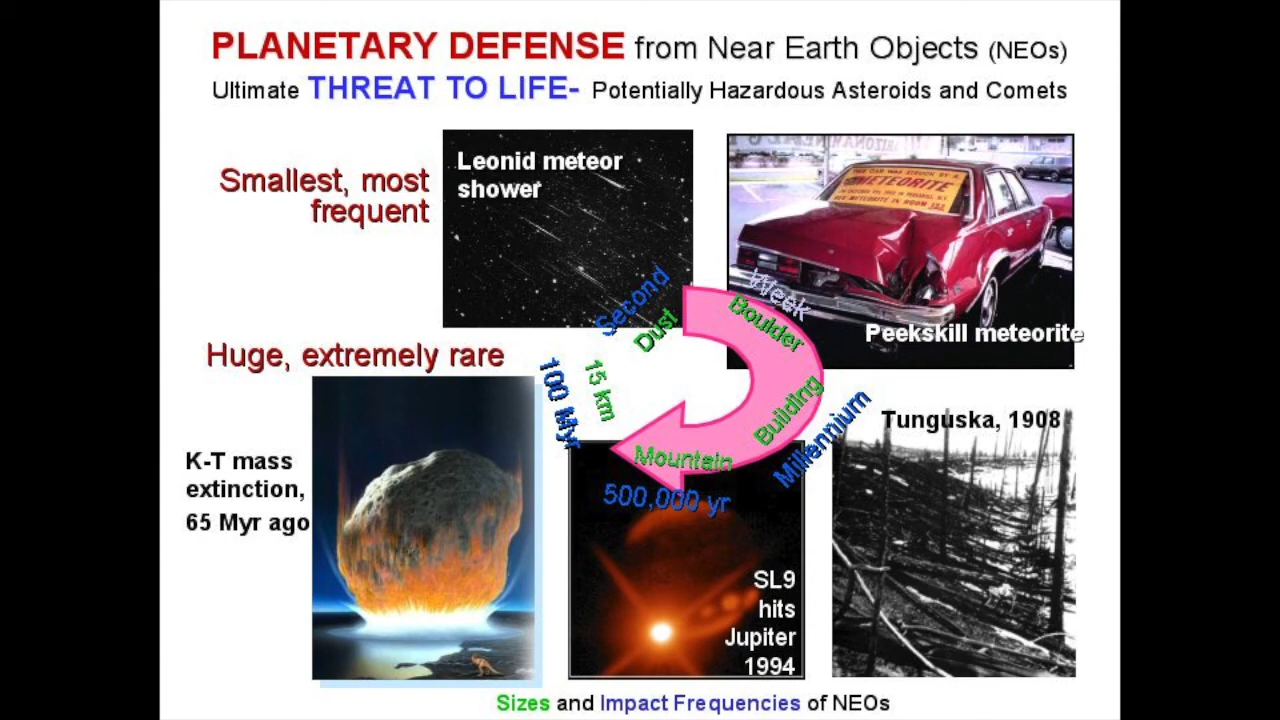 PLANETARY DEFENSE from Near Earth Objects (NEOs)
Ultimate THREAT TO LIFE- Potentially Hazardous Asteroids and Comets
Smallest, most
frequent
Leonid meteor
shower
METEORITE
Peekskill meteorite
Second
Dust
Week
Boulder
Building
Millennium
Mountain
500,000 yr
15 km
100 Myr
Huge, extremely rare
K-T mass
extinction,
65 Myr ago
SL9
hits
Jupiter
1994
Tunguska, 1908
Sizes and Impact Frequencies of NEOs